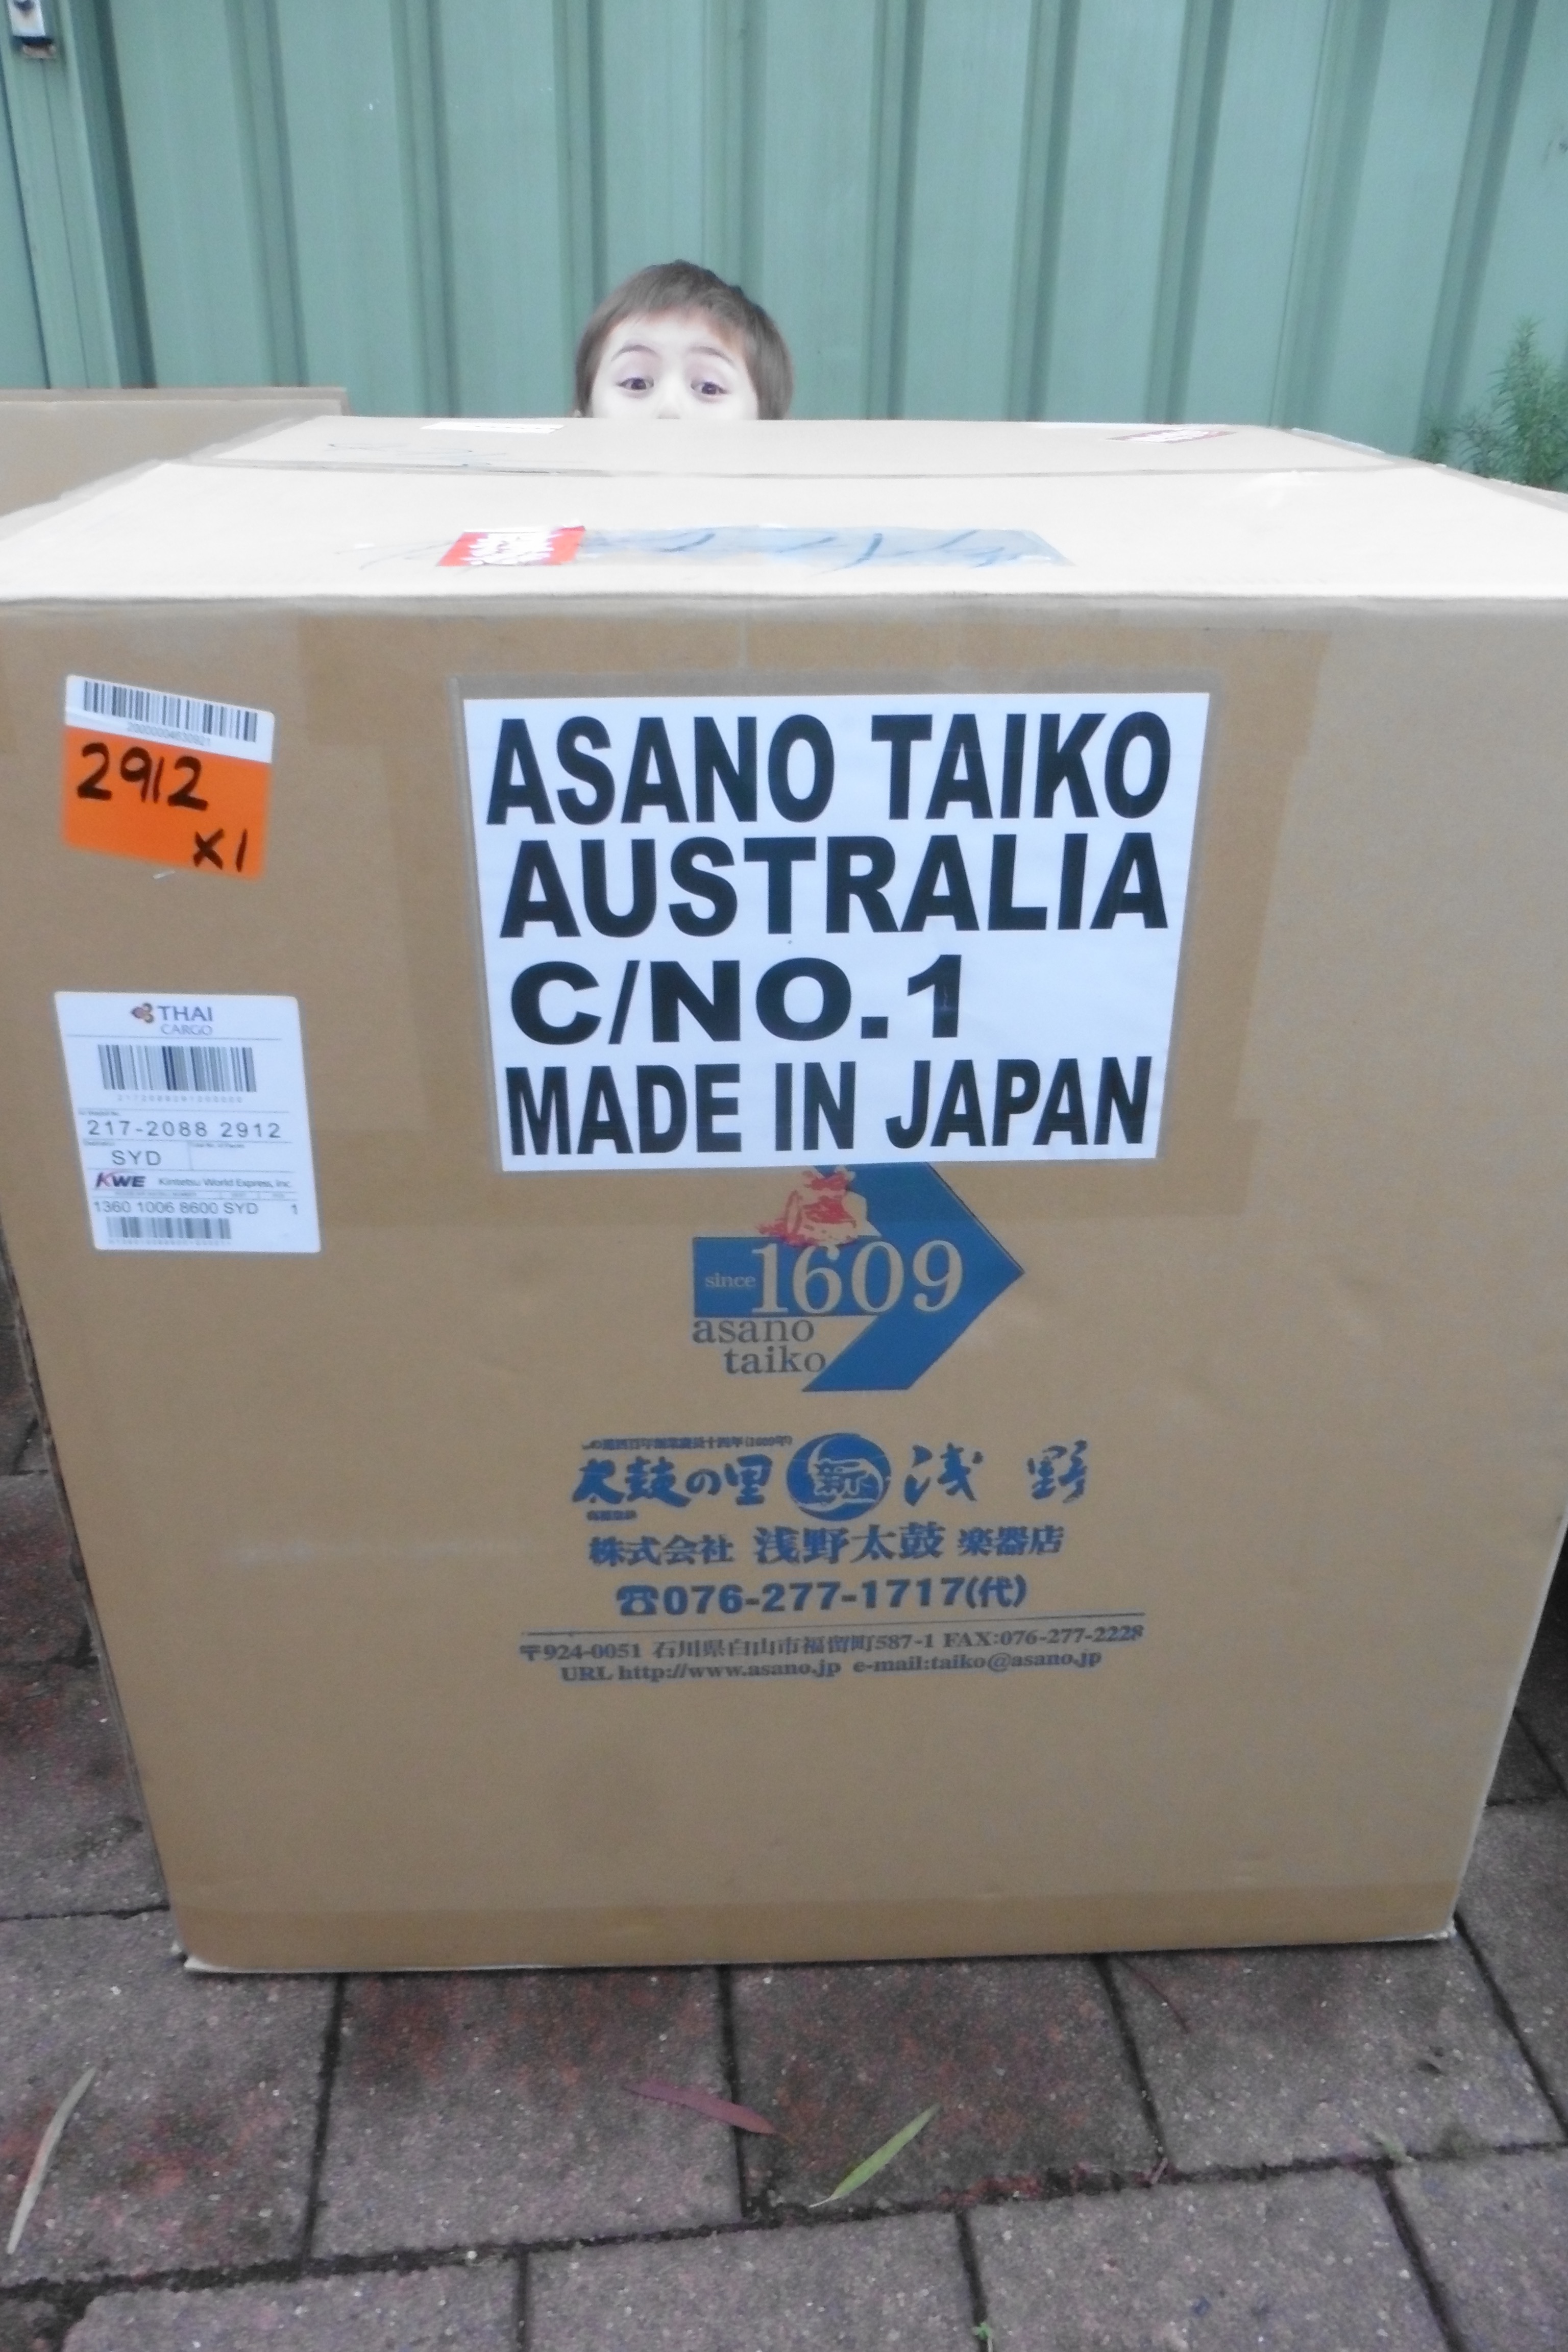 2912
x1
THAI
CARGO
217-2088 2912
SYD
KWE Kintetsu World Express, Inc.
1360 1006 8600 SYD 1
ASANO TAIKO
AUSTRALIA
C/NO.1
MADE IN JAPAN
since 1609
asano
taiko
太鼓の里 新 浅野
株式会社 浅野太鼓 楽器店
☎076-277-1717(代)
〒924-0051 石川県白山市福留町587-1 FAX:076-277-2228
URL http://www.asano.jp e-mail:taiko@asano.jp